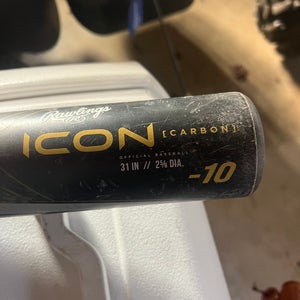 Rawlings
ICON [CARBON]
OFFICIAL BASEBALL
31 IN // 2⅝ DIA.
-10